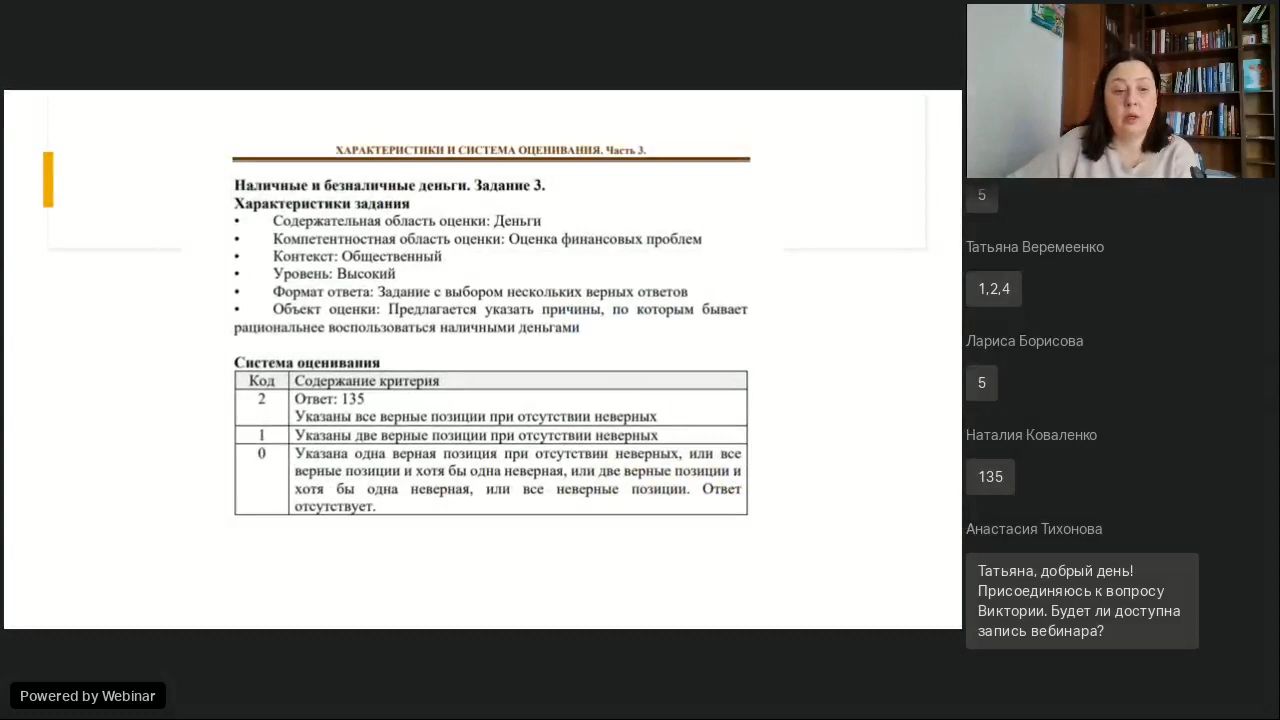 ХАРАКТЕРИСТИКИ И СИСТЕМА ОЦЕНИВАНИЯ. Часть 3.
Наличные и безналичные деньги. Задание 3.
Характеристики задания
• Содержательная область оценки: Деньги
• Компетентностная область оценки: Оценка финансовых проблем
• Контекст: Общественный
• Уровень: Высокий
• Формат ответа: Задание с выбором нескольких верных ответов
• Объект оценки: Предлагается указать причины, по которым бывает
рациональнее воспользоваться наличными деньгами
Система оценивания
Код Содержание критерия
2 Ответ: 135
Указаны все верные позиции при отсутствии неверных
1 Указаны две верные позиции при отсутствии неверных
0 Указана одна верная позиция при отсутствии неверных, или все
верные позиции и хотя бы одна неверная, или две верные позиции и
хотя бы одна неверная, или все неверные позиции. Ответ
отсутствует.
5
Татьяна Веремеенко
1,2,4
Лариса Борисова
5
Наталия Коваленко
135
Анастасия Тихонова
Татьяна, добрый день!
Присоединяюсь к вопросу
Виктории. Будет ли доступна
запись вебинара?
Powered by Webinar